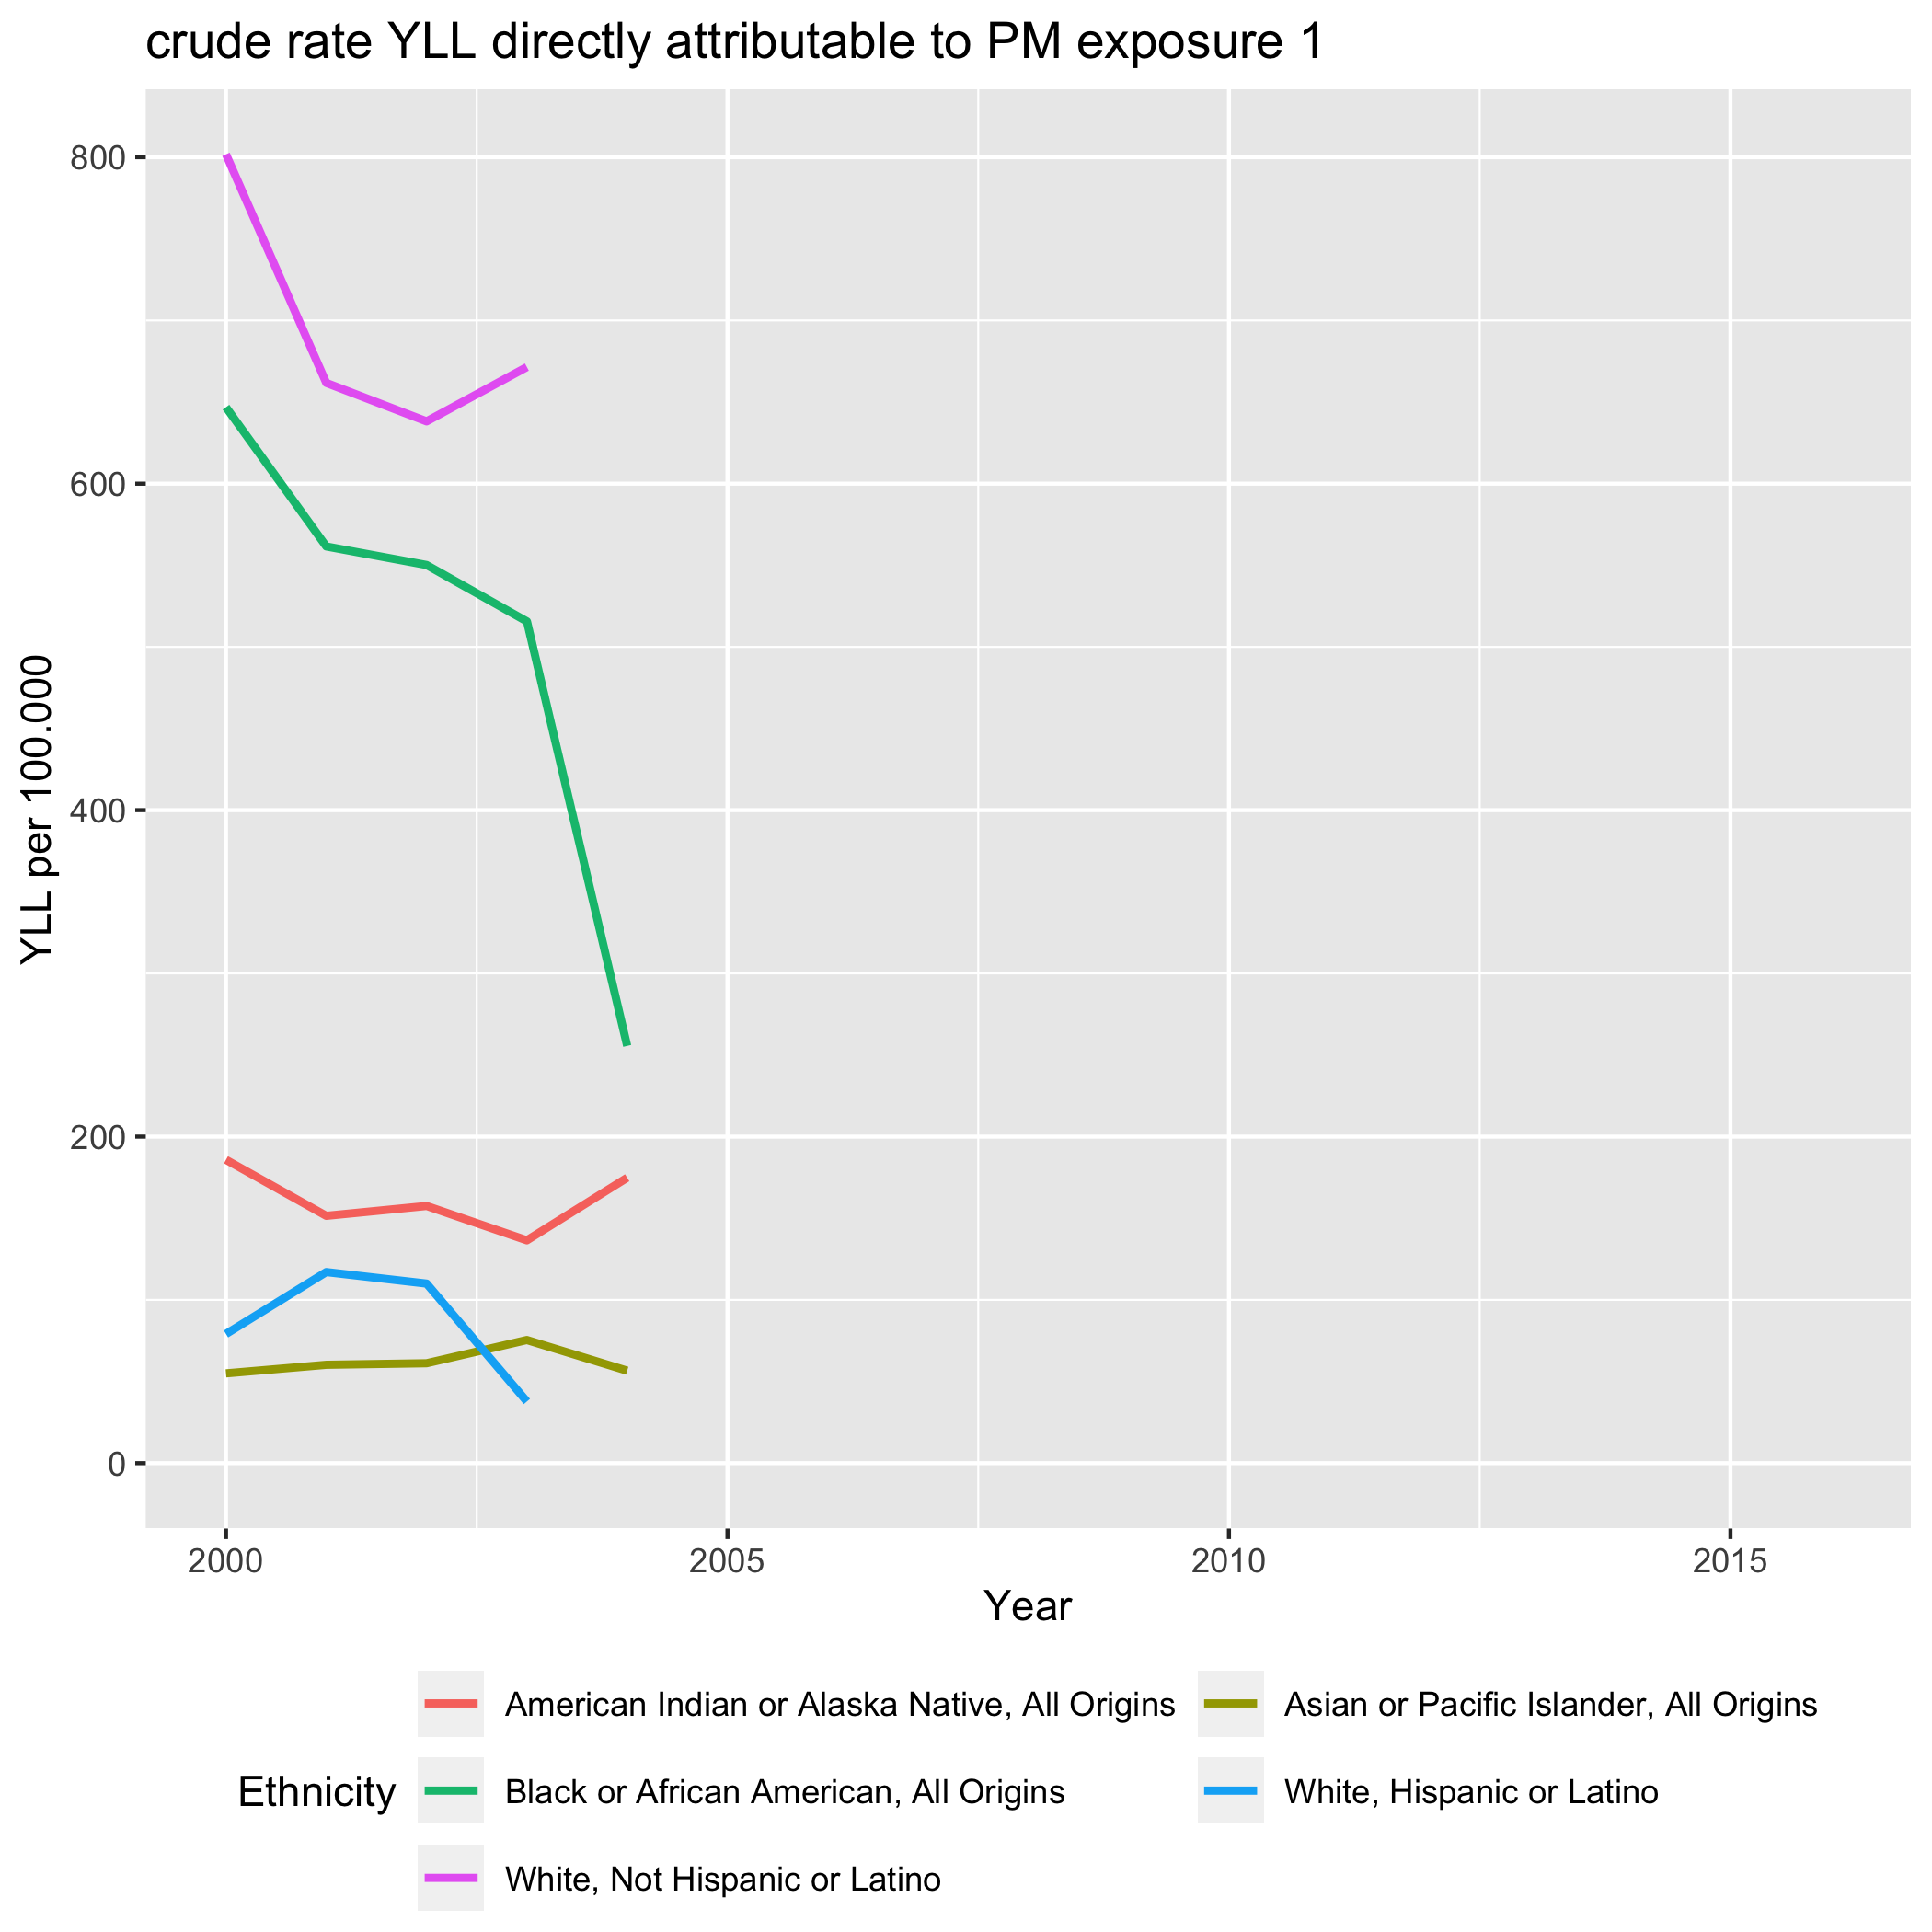 crude rate YLL directly attributable to PM exposure 1
YLL per 100.000
800
600
400
200
0
2000 2005 2010 2015
Year
Ethnicity
American Indian or Alaska Native, All Origins
Asian or Pacific Islander, All Origins
Black or African American, All Origins
White, Hispanic or Latino
White, Not Hispanic or Latino